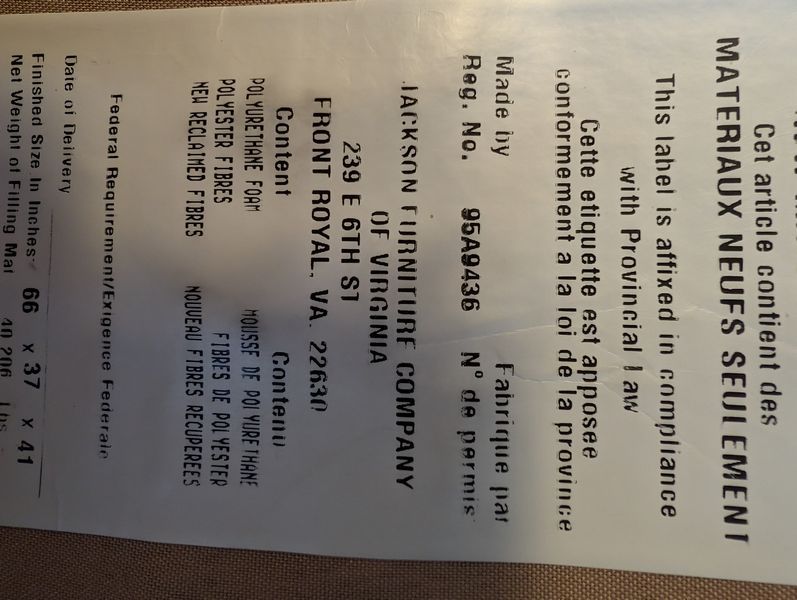 Cet article contient des
MATERIAUX NEUFS SEULEMENT
This label is affixed in compliance
with Provincial Law
Cette etiquette est apposee
conformement a la loi de la province
Made by Fabrique par
Reg. No. 95A9436 N° de permis
JACKSON FURNITURE COMPANY
OF VIRGINIA
239 E 6TH ST
FRONT ROYAL, VA. 22630
Content Contenu
POLYURETHANE FOAM MOUSSE DE POLYURETHANE
POLYESTER FIBRES FIBRES DE POLYESTER
NEW RECLAIMED FIBRES NOUVEAU FIBRES RECUPEREES
Federal Requirement/Exigence Federale
Date of Delivery
Finished Size, In Inches: 66 x 37 x 41
Net Weight of Filling Mat 40.206 Lbs